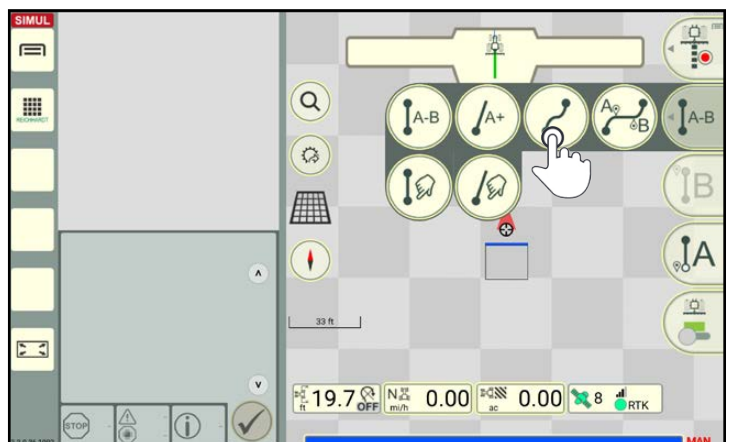 SIMUL
REICHHARDT
A-B
A+
A B
A-B
B
A
33 ft
ft 19.7 OFF
mi/h 0.00
ac 0.00
8
RTK
STOP
MAN